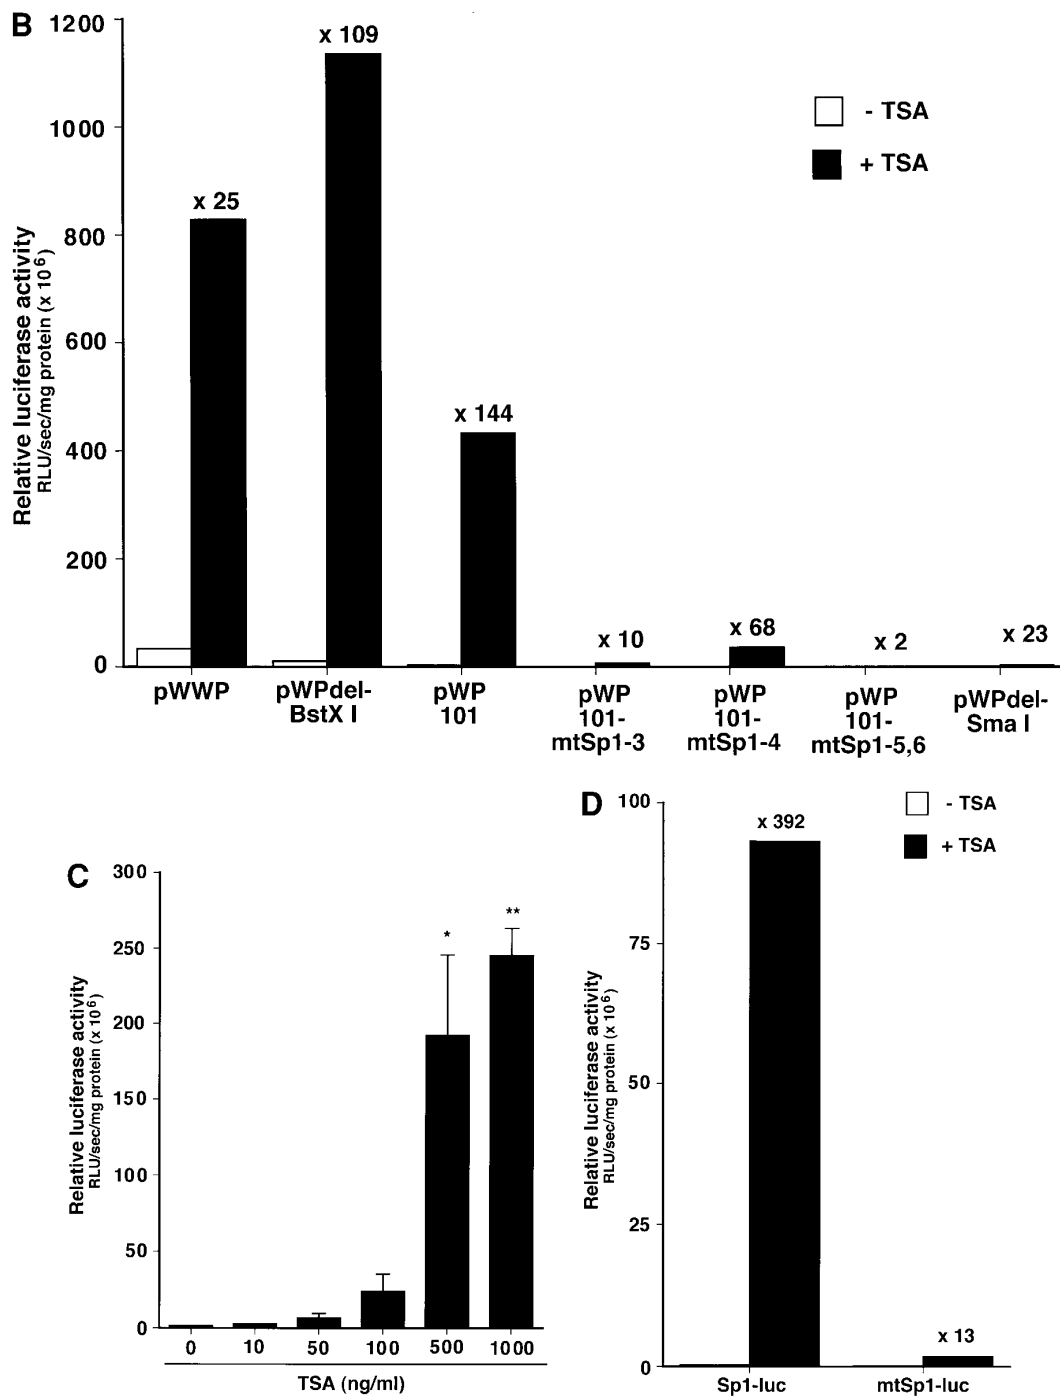 B
1200
1000
800
600
400
200
0
Relative luciferase activity
RLU/sec/mg protein (x 10⁶)
x 25
x 109
x 144
x 10
x 68
x 2
x 23
- TSA
+ TSA
pWWP
pWPdel-
BstX I
pWP
101
pWP
101-
mtSp1-3
pWP
101-
mtSp1-4
pWP
101-
mtSp1-5,6
pWPdel-
Sma I
C
300
250
200
150
100
50
0
Relative luciferase activity
RLU/sec/mg protein (x 10⁶)
*
**
0 10 50 100 500 1000
TSA (ng/ml)
D
100
75
50
25
0
Relative luciferase activity
RLU/sec/mg protein (x 10⁶)
- TSA
+ TSA
x 392
x 13
Sp1-luc mtSp1-luc